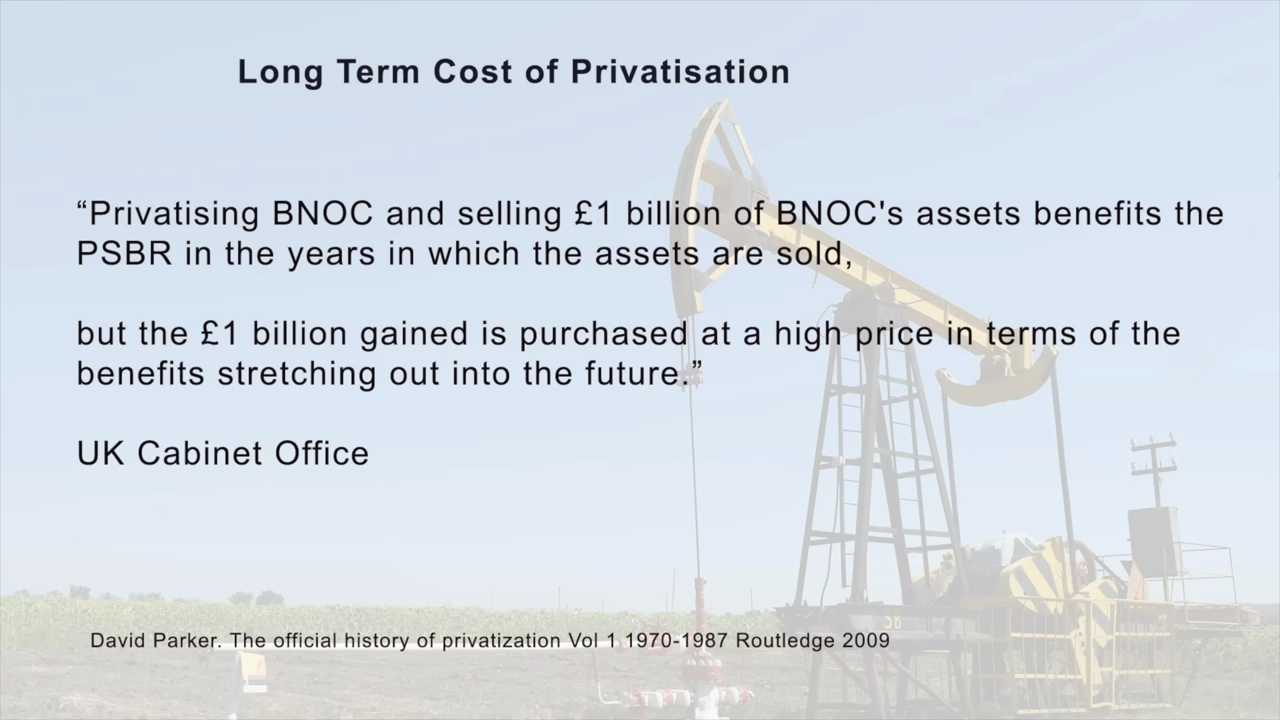 Long Term Cost of Privatisation
“Privatising BNOC and selling £1 billion of BNOC's assets benefits the
PSBR in the years in which the assets are sold,
but the £1 billion gained is purchased at a high price in terms of the
benefits stretching out into the future.”
UK Cabinet Office
David Parker. The official history of privatization Vol 1 1970-1987 Routledge 2009